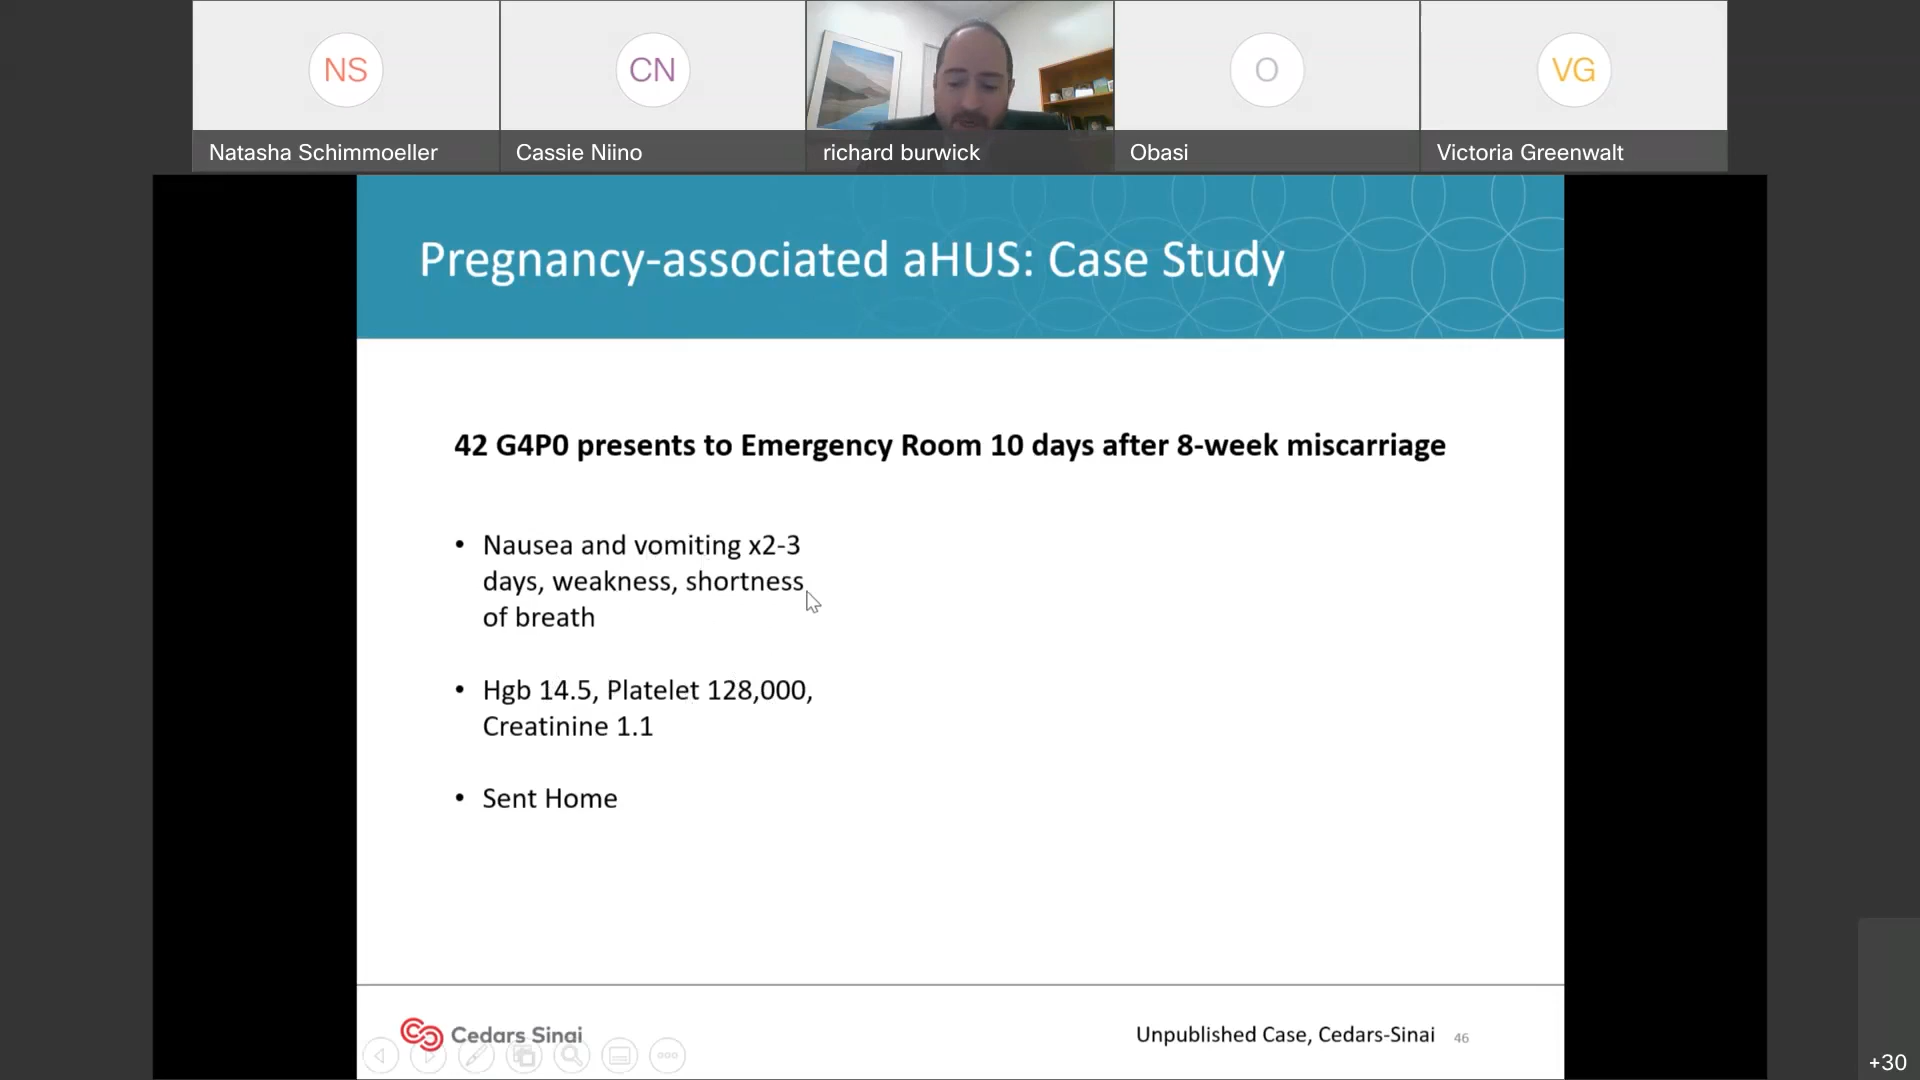 NS
CN
O
VG
Natasha Schimmoeller
Cassie Niino
richard burwick
Obasi
Victoria Greenwalt
Pregnancy-associated aHUS: Case Study
42 G4P0 presents to Emergency Room 10 days after 8-week miscarriage
• Nausea and vomiting x2-3
days, weakness, shortness
of breath
• Hgb 14.5, Platelet 128,000,
Creatinine 1.1
• Sent Home
Cedars Sinai
Unpublished Case, Cedars-Sinai 46
+30